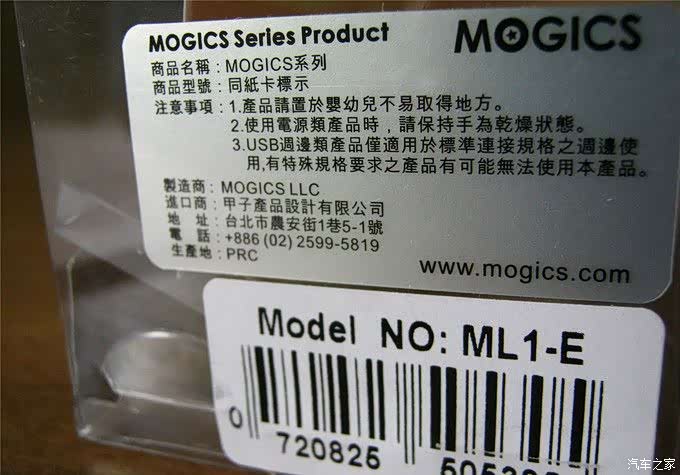 MOGICS Series Product
MOGICS
商品名稱：MOGICS系列
商品型號：同紙卡標示
注意事項：1.產品請置於嬰幼兒不易取得地方。
2.使用電源類產品時，請保持手為乾燥狀態。
3.USB週邊類產品僅適用於標準連接規格之週邊使
用,有特殊規格要求之產品有可能無法使用本產品。
製造商：MOGICS LLC
進口商：甲子產品設計有限公司
地　址：台北市農安街1巷5-1號
電　話：+886 (02) 2599-5819
生產地：PRC
www.mogics.com
Model NO: ML1-E
0 720825
汽车之家